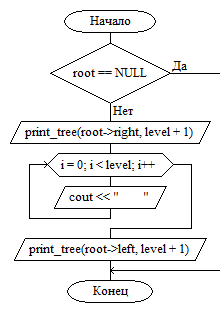 Начало
root == NULL
Да
Нет
print_tree(root->right, level + 1)
i = 0; i < level; i++
cout << "      "
print_tree(root->left, level + 1)
Конец